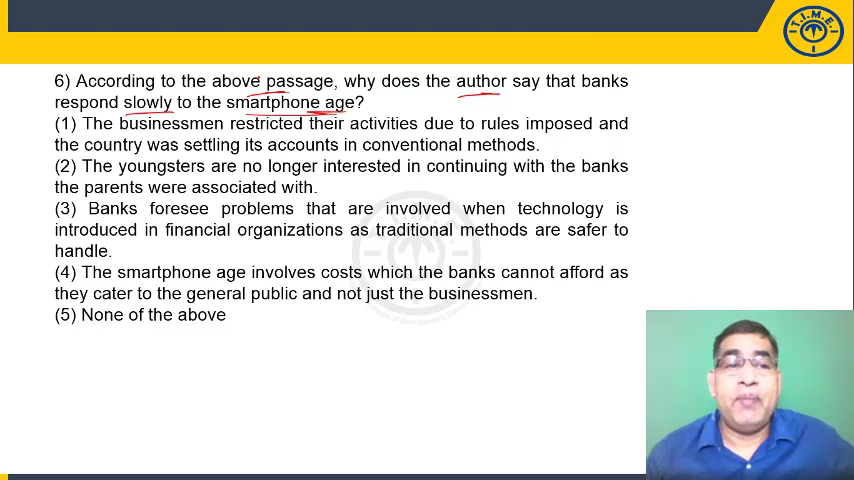 T.I.M.E.
6) According to the above passage, why does the author say that banks
respond slowly to the smartphone age?
(1) The businessmen restricted their activities due to rules imposed and
the country was settling its accounts in conventional methods.
(2) The youngsters are no longer interested in continuing with the banks
the parents were associated with.
(3) Banks foresee problems that are involved when technology is
introduced in financial organizations as traditional methods are safer to
handle.
(4) The smartphone age involves costs which the banks cannot afford as
they cater to the general public and not just the businessmen.
(5) None of the above